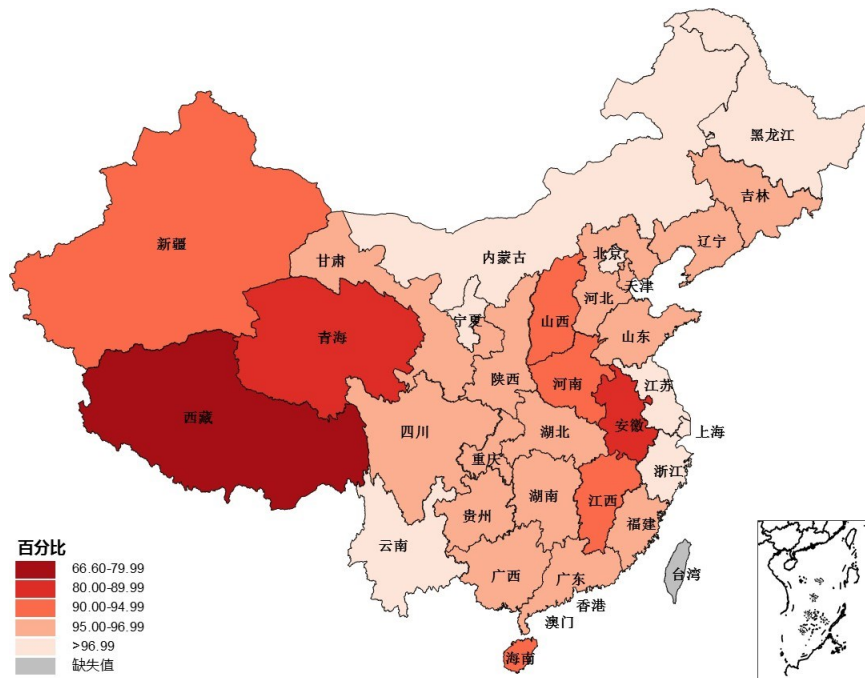 黑龙江
吉林
辽宁
新疆
甘肃
内蒙古
北京
天津
河北
宁夏
山西
山东
青海
陕西
河南
江苏
西藏
安徽
上海
四川
湖北
重庆
浙江
湖南
江西
贵州
福建
云南
广西
广东
台湾
香港
澳门
海南
百分比
66.60-79.99
80.00-89.99
90.00-94.99
95.00-96.99
>96.99
缺失值